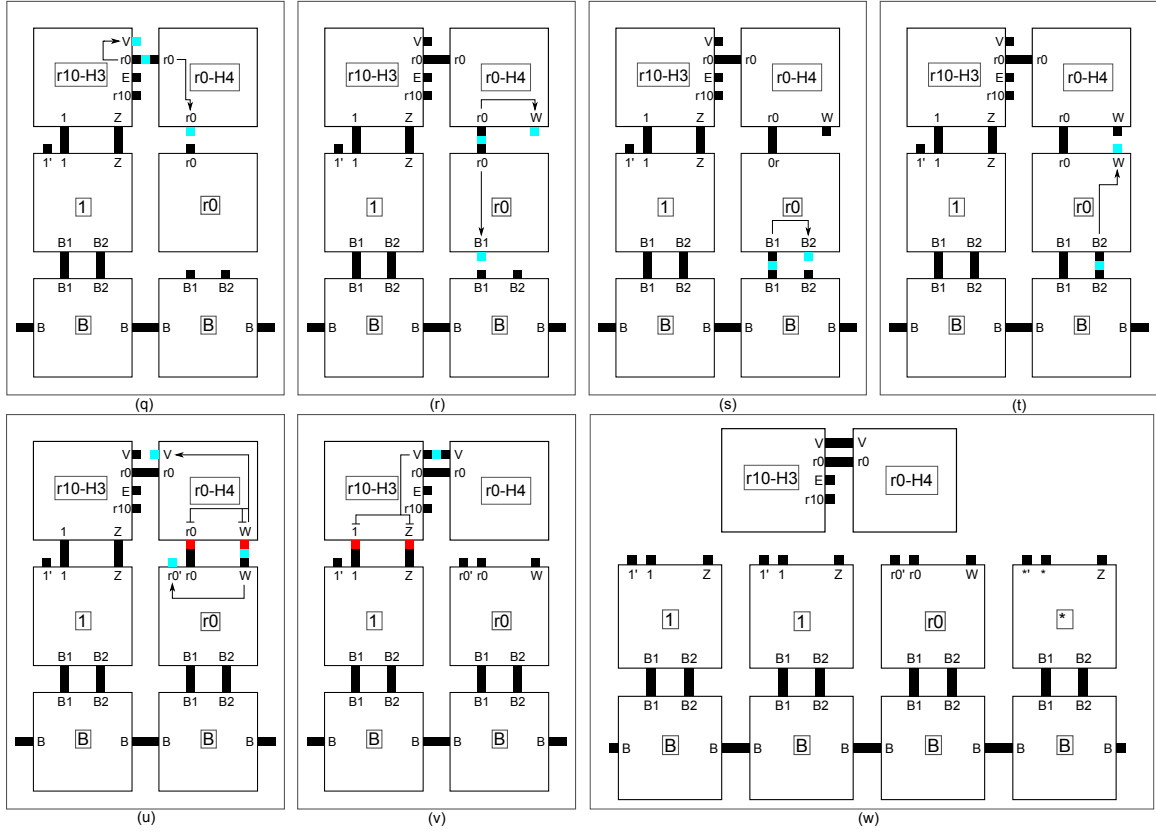 V
r0 r0
r10-H3 r0-H4
E
r10
1 Z r0
1' 1 Z r0
1 r0
B1 B2
B1 B2 B1 B2
B B B B
(q)
V
r0 r0
r10-H3 r0-H4
E
r10
1 Z r0 W
1' 1 Z r0
1 r0
B1 B2 B1
B1 B2 B1 B2
B B B B
(r)
V
r0 r0
r10-H3 r0-H4
E
r10
1 Z r0 W
1' 1 Z 0r
1 r0
B1 B2 B1 B2
B1 B2 B1 B2
B B B B
(s)
V
r0 r0
r10-H3 r0-H4
E
r10
1 Z r0 W
1' 1 Z r0 W
1 r0
B1 B2 B1 B2
B1 B2 B1 B2
B B B B
(t)
V V
r0 r0
r10-H3 r0-H4
E
r10
1 Z r0 W
1' 1 Z r0' r0 W
1 r0
B1 B2 B1 B2
B1 B2 B1 B2
B B B B
(u)
V V
r0 r0
r10-H3 r0-H4
E
r10
1 Z
1' 1 Z r0' r0 W
1 r0
B1 B2 B1 B2
B1 B2 B1 B2
B B B B
(v)
V V
r0 r0
r10-H3 r0-H4
E
r10
1' 1 Z 1' 1 Z r0' r0 W *' * Z
1 1 r0 *
B1 B2 B1 B2 B1 B2 B1 B2
B1 B2 B1 B2 B1 B2 B1 B2
B B B B B B B B
(w)